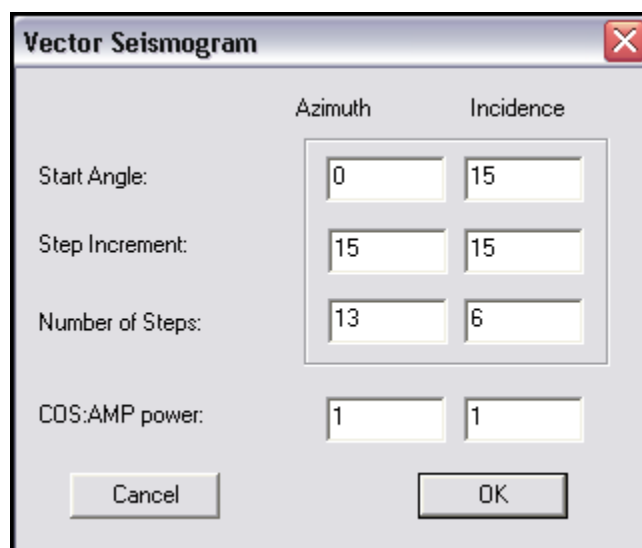 Vector Seismogram
Azimuth Incidence
Start Angle: 0 15
Step Increment: 15 15
Number of Steps: 13 6
COS:AMP power: 1 1
Cancel OK